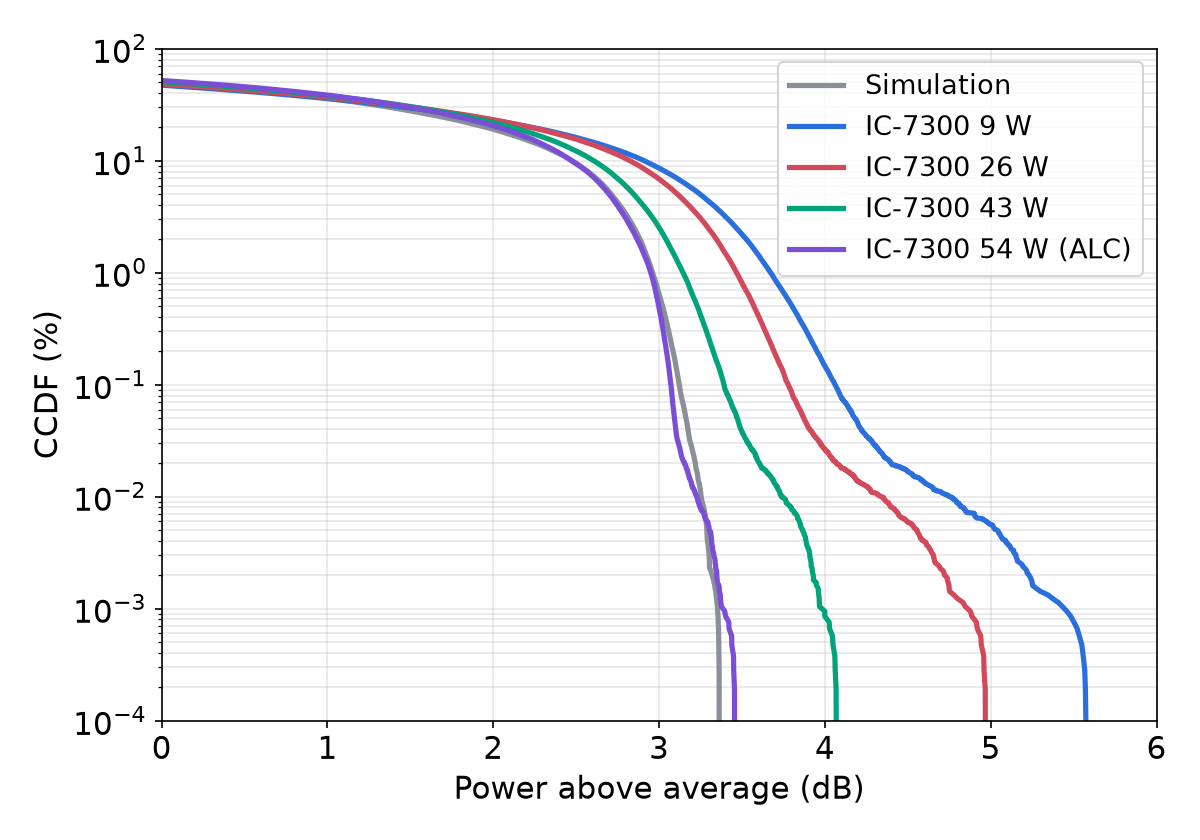 10²
10¹
10⁰
10⁻¹
10⁻²
10⁻³
10⁻⁴
CCDF (%)
Simulation
IC-7300 9 W
IC-7300 26 W
IC-7300 43 W
IC-7300 54 W (ALC)
0 1 2 3 4 5 6
Power above average (dB)